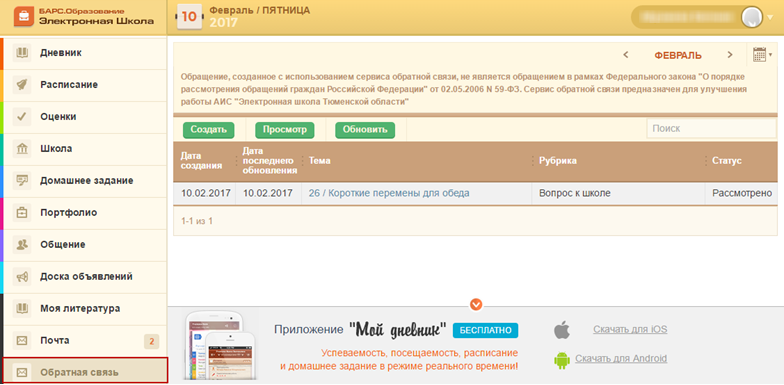 БАРС.Образование
Электронная Школа
10
Февраль / ПЯТНИЦА
2017
Дневник
Расписание
Оценки
Школа
Домашнее задание
Портфолио
Общение
Доска объявлений
Моя литература
Почта 2
Обратная связь
ФЕВРАЛЬ
Обращение, созданное с использованием сервиса обратной связи, не является обращением в рамках Федерального закона "О порядке
рассмотрения обращений граждан Российской Федерации" от 02.05.2006 N 59-ФЗ. Сервис обратной связи предназначен для улучшения
работы АИС "Электронная школа Тюменской области"
Создать Просмотр Обновить Поиск
Дата создания Дата последнего обновления Тема Рубрика Статус
10.02.2017 10.02.2017 26 / Короткие перемены для обеда Вопрос к школе Рассмотрено
1-1 из 1
Приложение "Мой дневник" БЕСПЛАТНО
Успеваемость, посещаемость, расписание
и домашнее задание в режиме реального времени!
Скачать для iOS
Скачать для Android